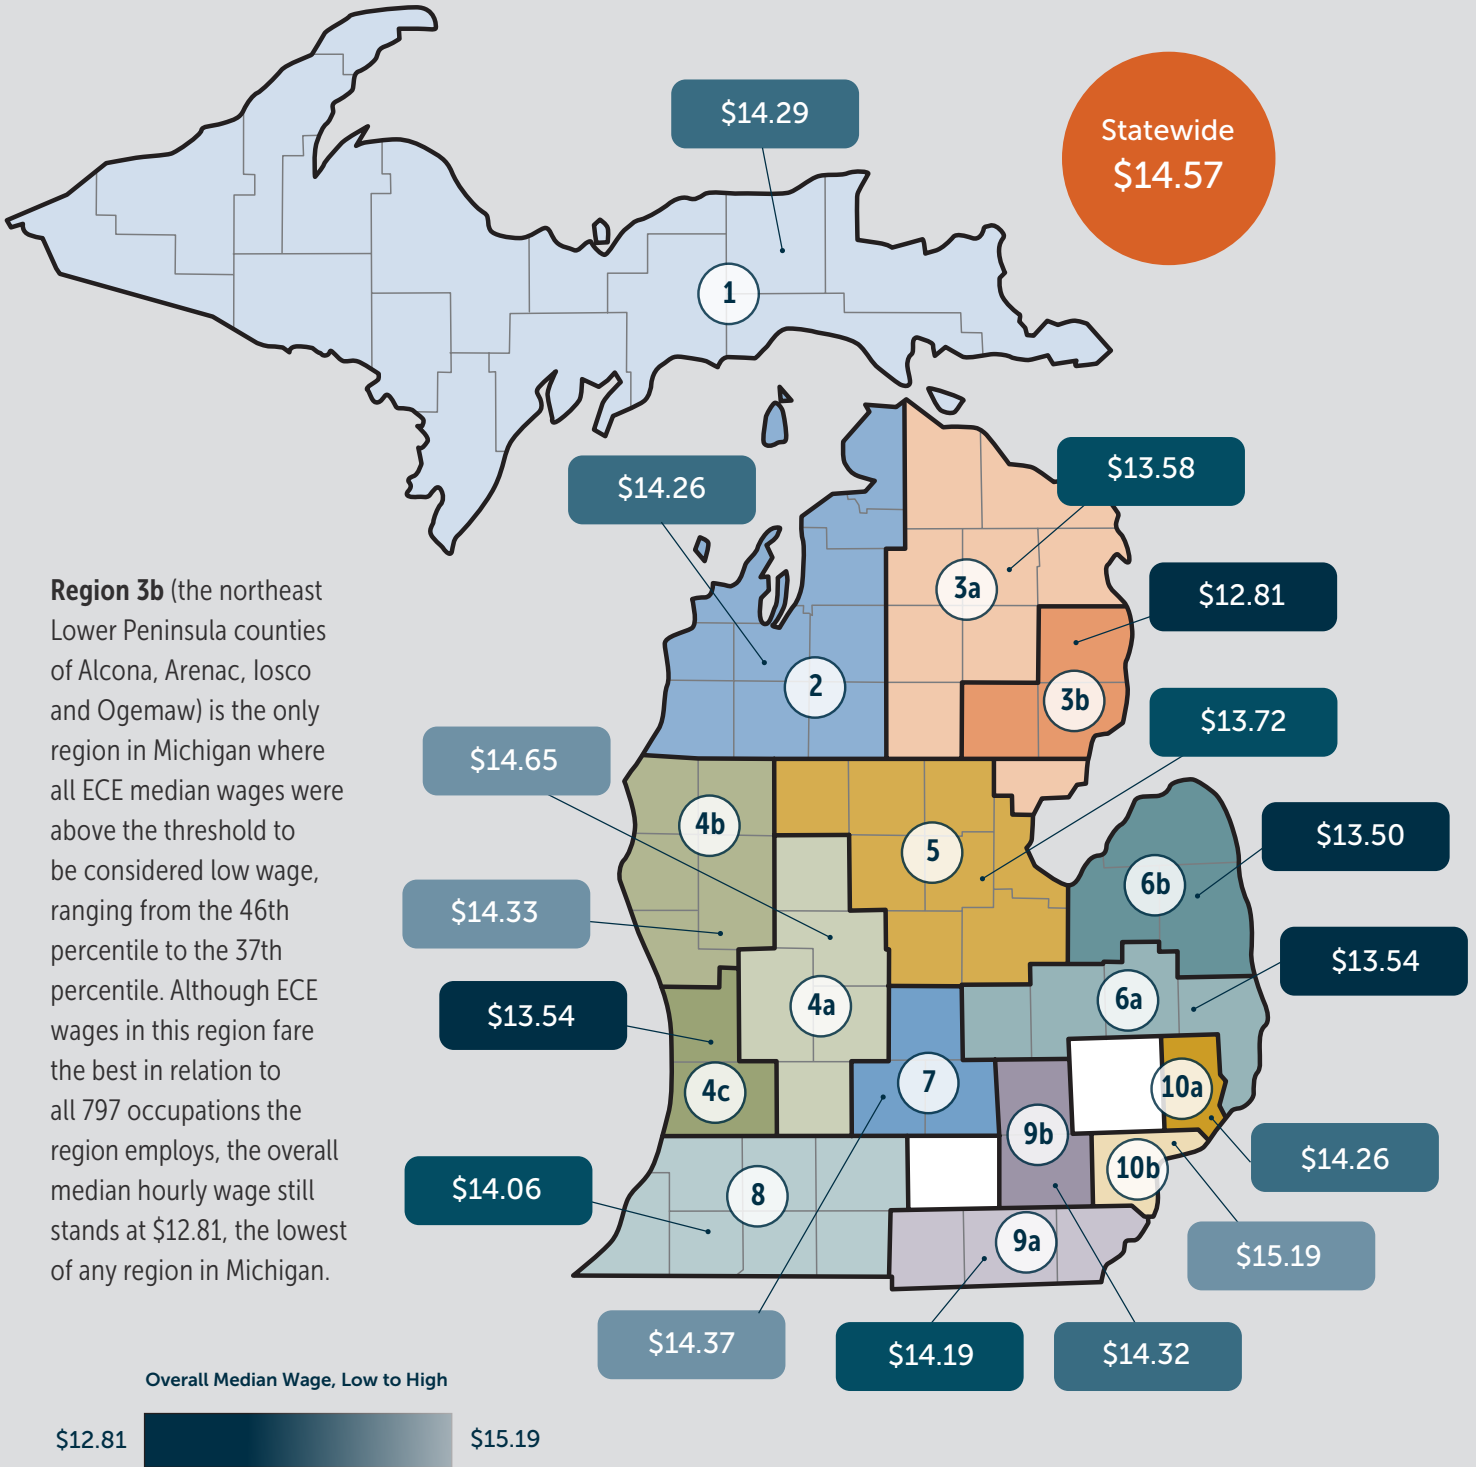 $14.29
Statewide
$14.57
1
$14.26
$13.58
3a
$12.81
2
3b
$13.72
$14.65
4b
5
$13.50
6b
$14.33
$13.54
4a
6a
$13.54
4c
7
10a
9b
10b
$14.26
$14.06
8
9a
$15.19
$14.37
$14.19
$14.32
Region 3b (the northeast
Lower Peninsula counties
of Alcona, Arenac, Iosco
and Ogemaw) is the only
region in Michigan where
all ECE median wages were
above the threshold to
be considered low wage,
ranging from the 46th
percentile to the 37th
percentile. Although ECE
wages in this region fare
the best in relation to
all 797 occupations the
region employs, the overall
median hourly wage still
stands at $12.81, the lowest
of any region in Michigan.
Overall Median Wage, Low to High
$12.81
$15.19